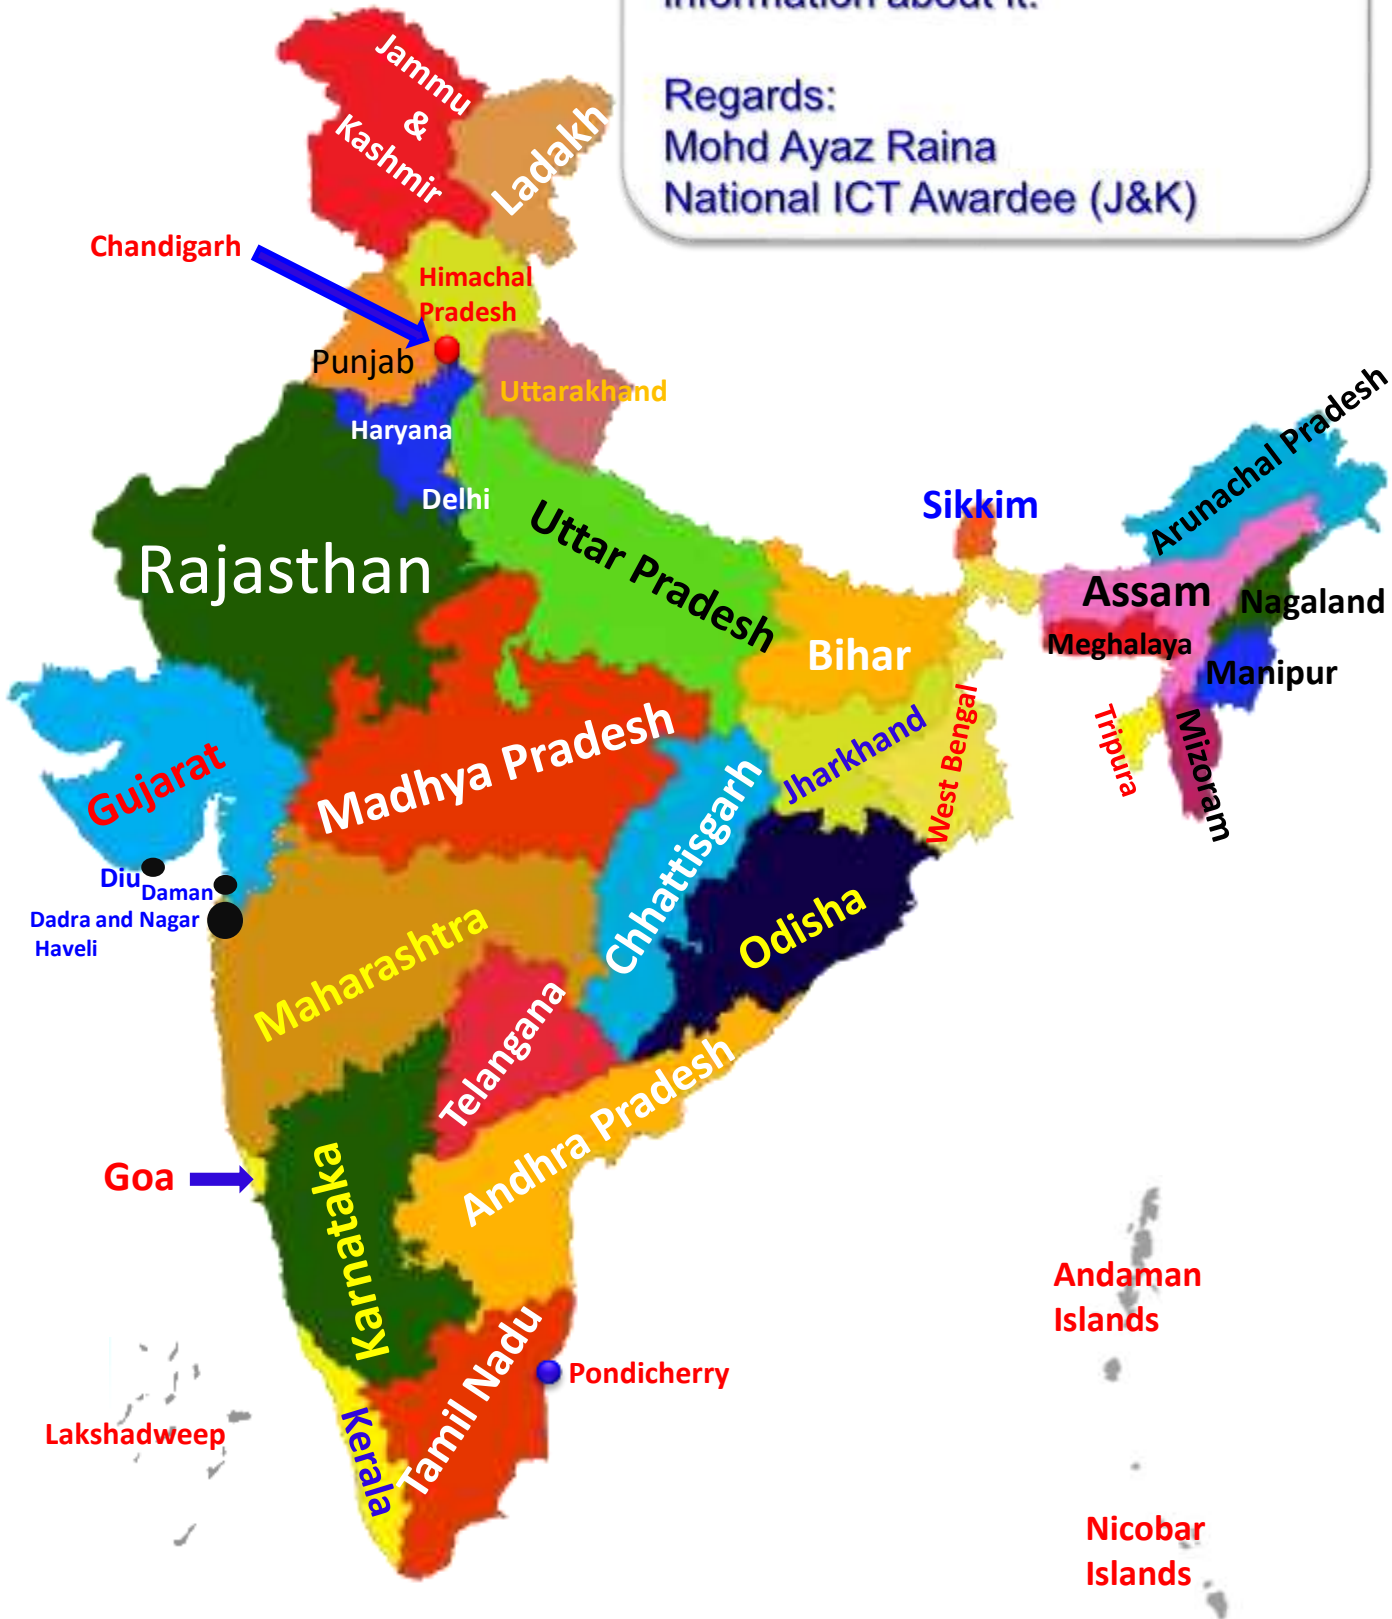 information about it.
Regards:
Mohd Ayaz Raina
National ICT Awardee (J&K)
Jammu
&
Kashmir
Ladakh
Chandigarh
Himachal
Pradesh
Punjab
Uttarakhand
Haryana
Delhi
Arunachal Pradesh
Sikkim
Rajasthan
Uttar Pradesh
Assam
Nagaland
Bihar
Meghalaya
Manipur
Gujarat
Madhya Pradesh
Jharkhand
West Bengal
Tripura
Mizoram
Chhattisgarh
Diu
Daman
Dadra and Nagar
Haveli
Maharashtra
Odisha
Telangana
Andhra Pradesh
Goa
Karnataka
Andaman
Islands
Tamil Nadu
Pondicherry
Lakshadweep
Kerala
Nicobar
Islands